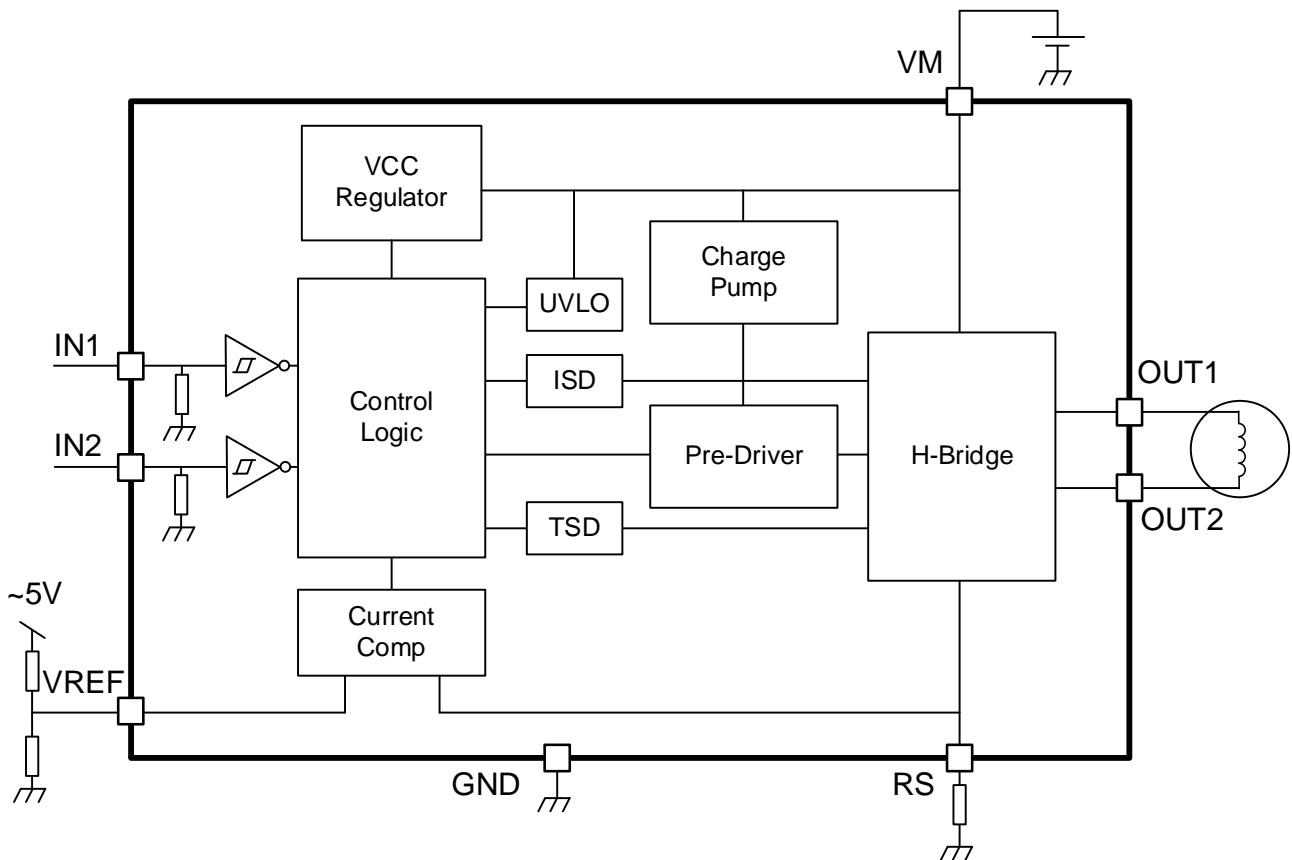 VM
VCC
Regulator
Charge
Pump
UVLO
IN1
ISD
OUT1
Control
Logic
IN2
Pre-Driver
H-Bridge
TSD
OUT2
~5V
Current
Comp
VREF
GND
RS